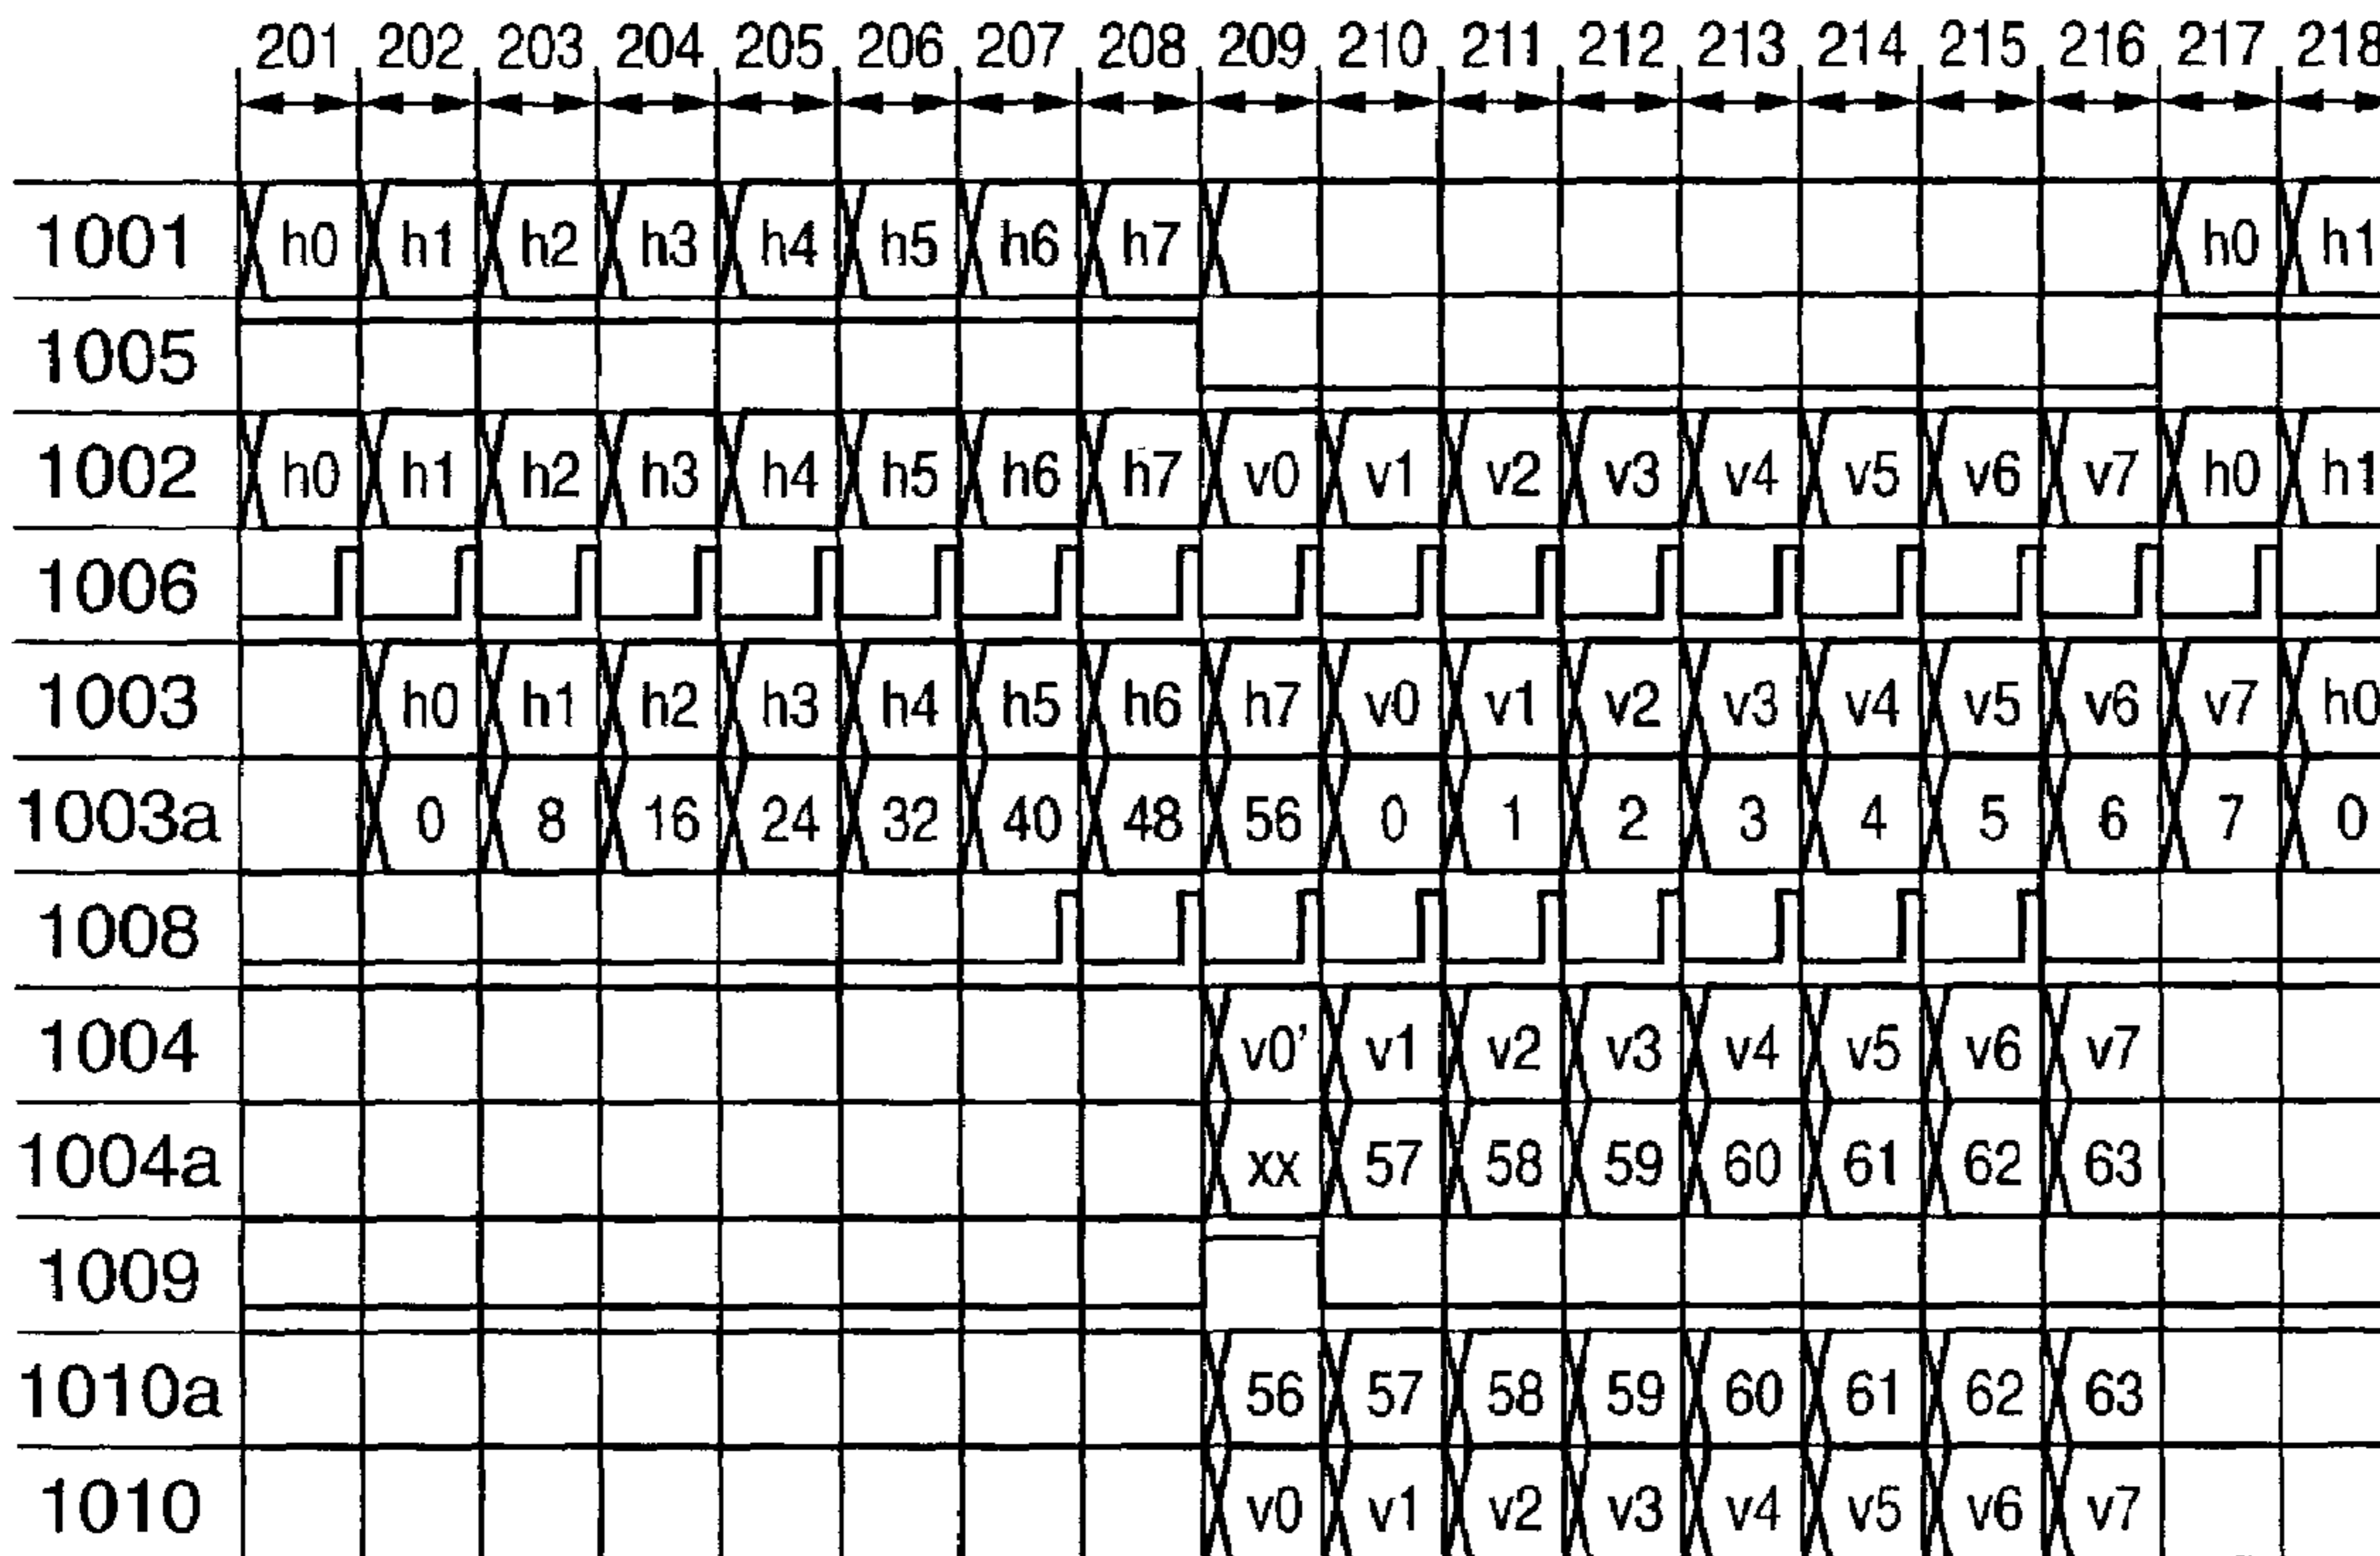 201 202 203 204 205 206 207 208 209 210 211 212 213 214 215 216 217 218
1001 h0 h1 h2 h3 h4 h5 h6 h7 h0 h1
1005
1002 h0 h1 h2 h3 h4 h5 h6 h7 v0 v1 v2 v3 v4 v5 v6 v7 h0 h1
1006
1003 h0 h1 h2 h3 h4 h5 h6 h7 v0 v1 v2 v3 v4 v5 v6 v7 h0
1003a 0 8 16 24 32 40 48 56 0 1 2 3 4 5 6 7 0
1008
1004 v0' v1 v2 v3 v4 v5 v6 v7
1004a xx 57 58 59 60 61 62 63
1009
1010a 56 57 58 59 60 61 62 63
1010 v0 v1 v2 v3 v4 v5 v6 v7